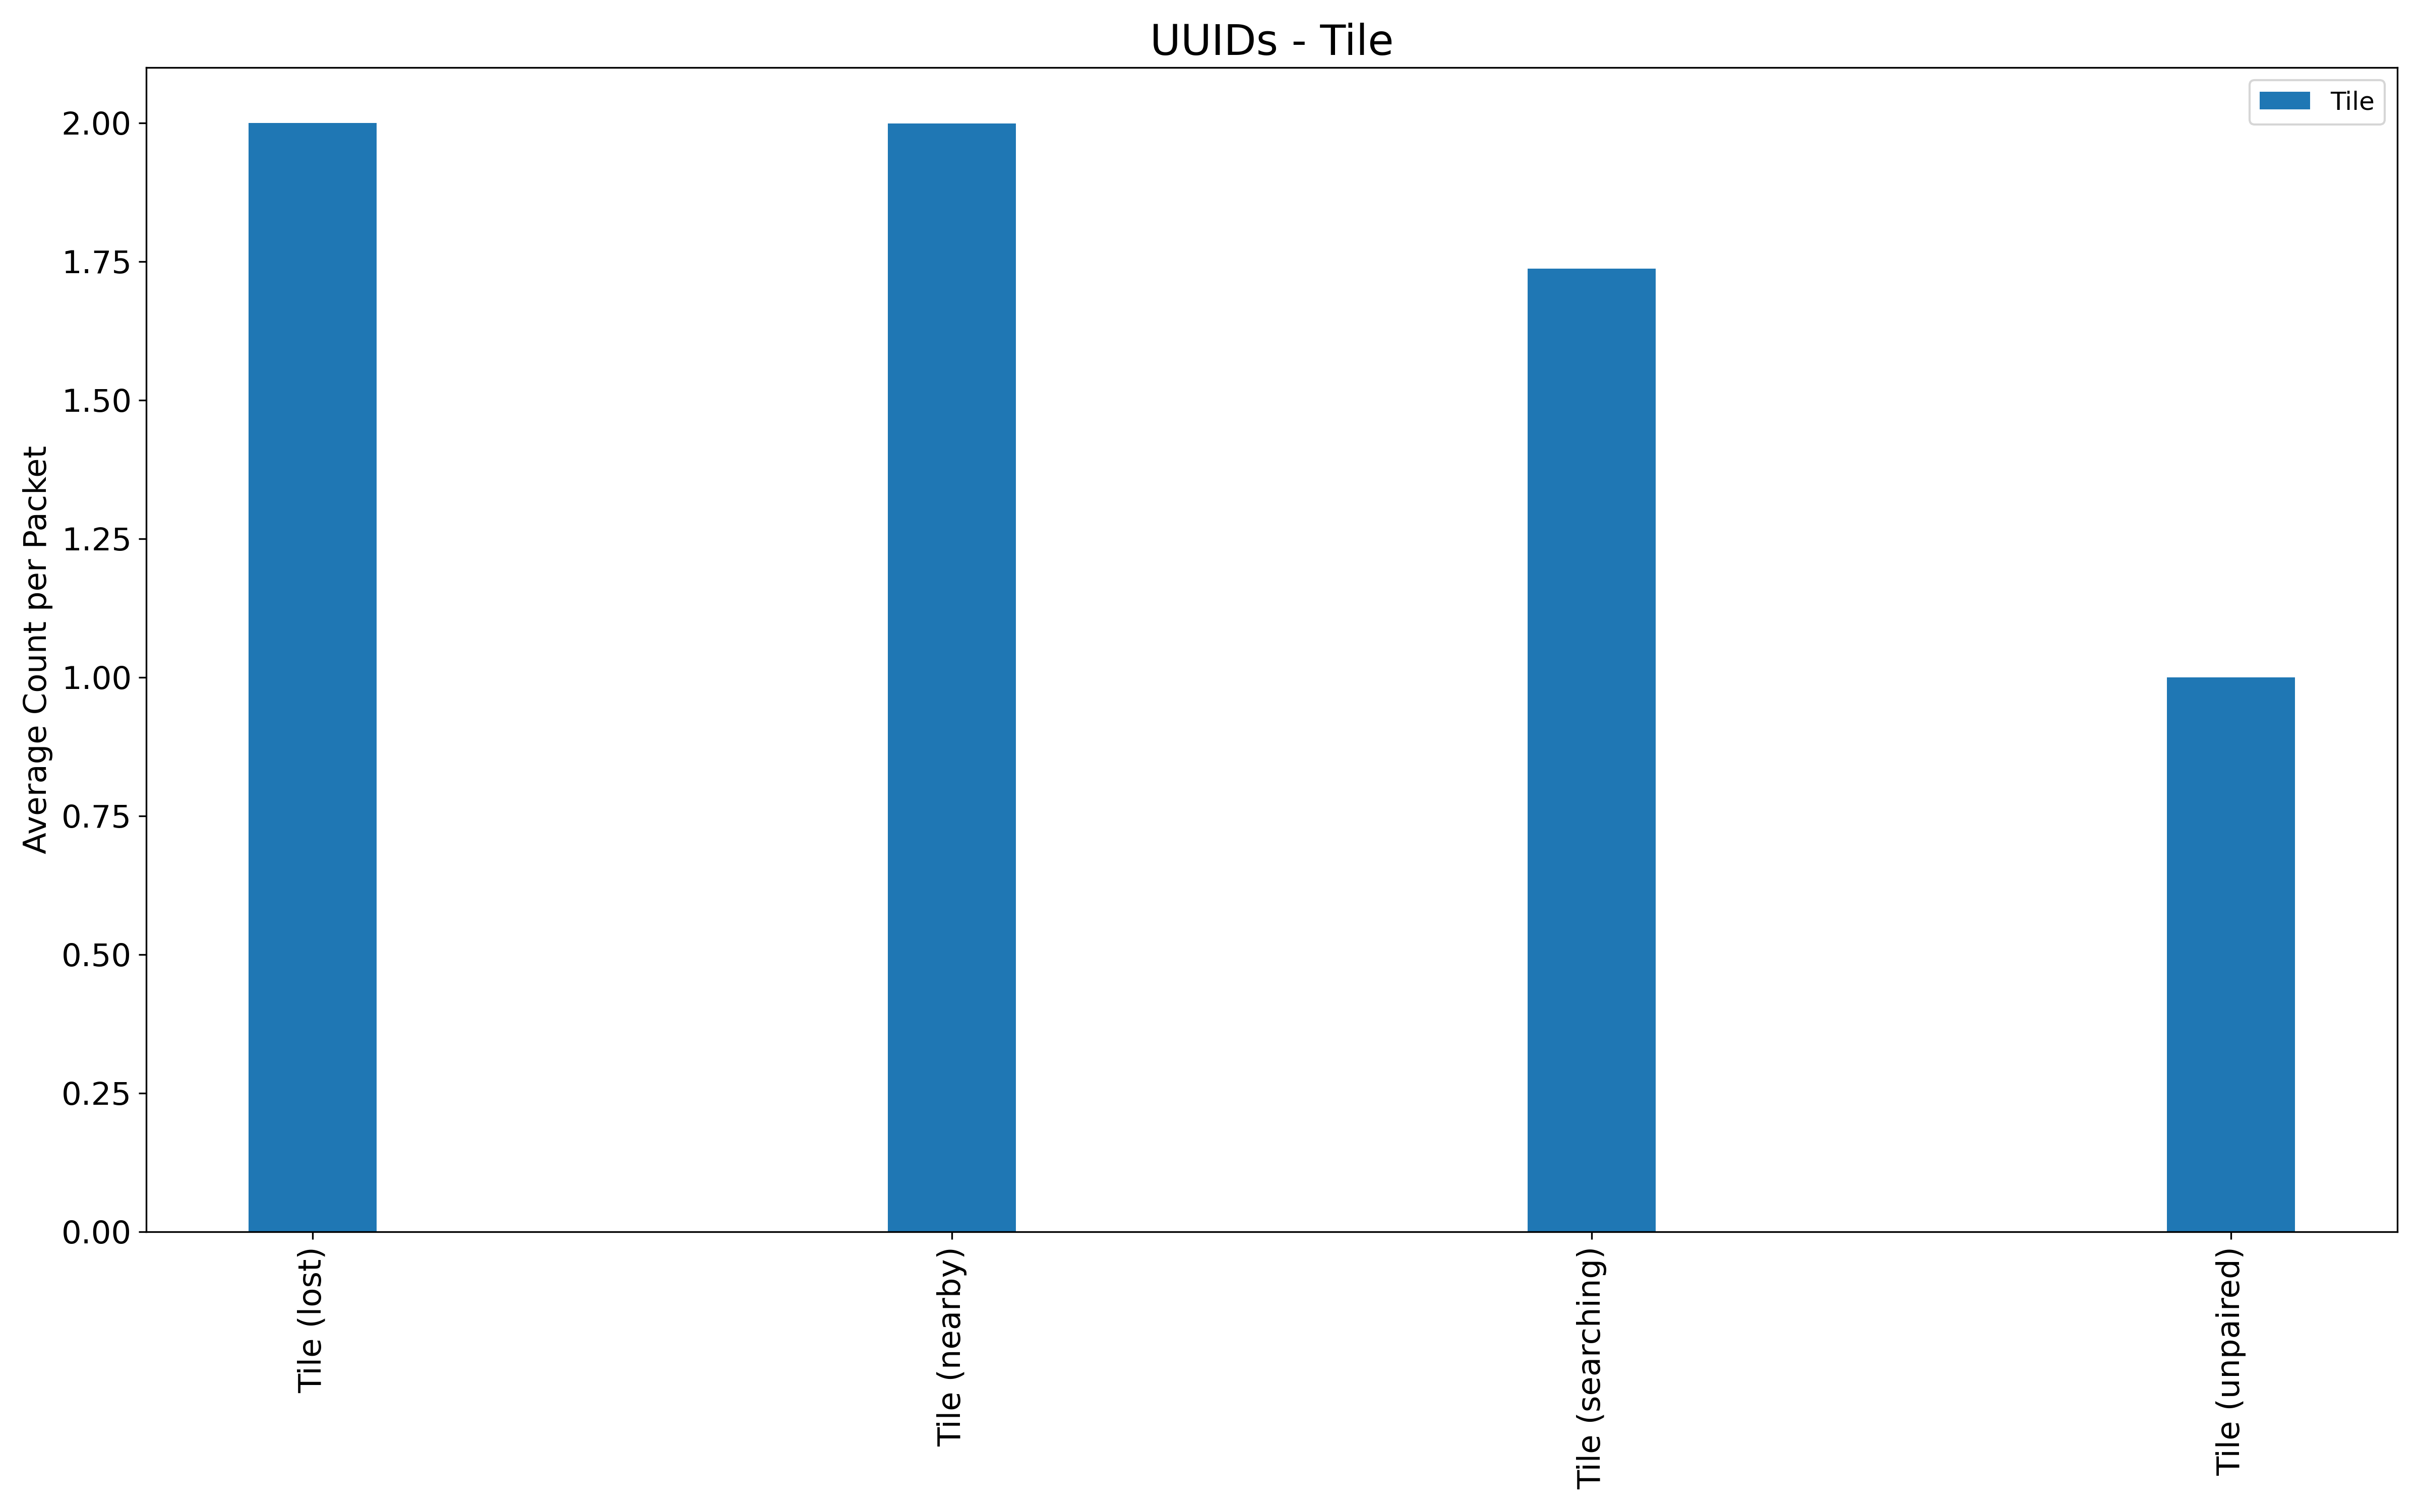 UUIDs - Tile
Tile
Average Count per Packet
2.00
1.75
1.50
1.25
1.00
0.75
0.50
0.25
0.00
Tile (lost)
Tile (nearby)
Tile (searching)
Tile (unpaired)